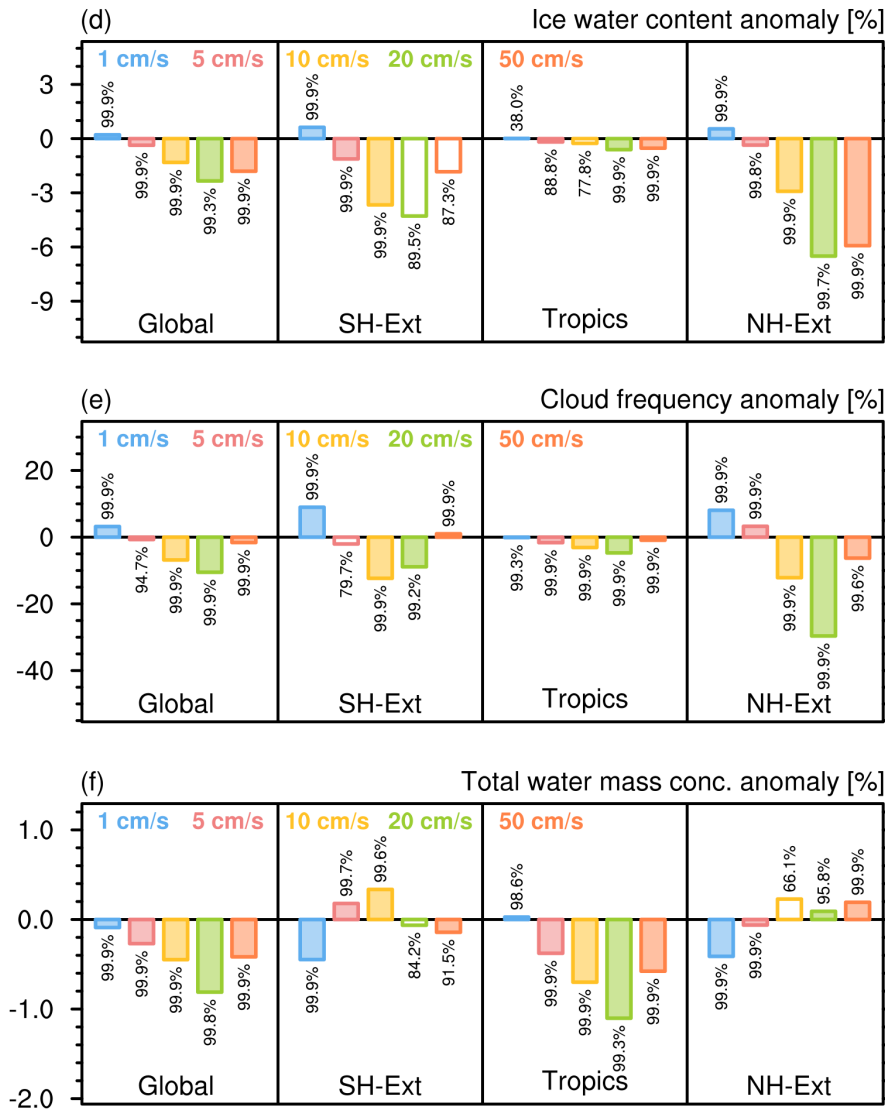 (d) Ice water content anomaly [%]
1 cm/s 5 cm/s 10 cm/s 20 cm/s 50 cm/s
3
0
-3
-6
-9
99.9% 99.9% 99.9% 99.3% 99.9%
99.9% 99.9% 99.9% 89.5% 87.3%
38.0% 88.8% 77.8% 99.9% 99.9%
99.9% 99.8% 99.9% 99.7% 99.9%
Global SH-Ext Tropics NH-Ext
(e) Cloud frequency anomaly [%]
1 cm/s 5 cm/s 10 cm/s 20 cm/s 50 cm/s
20
0
-20
-40
99.9% 94.7% 99.9% 99.9% 99.9%
99.9% 79.7% 99.9% 99.2% 99.9%
99.3% 99.9% 99.9% 99.9% 99.9%
99.9% 99.9% 99.9% 99.9% 99.6%
Global SH-Ext Tropics NH-Ext
(f) Total water mass conc. anomaly [%]
1 cm/s 5 cm/s 10 cm/s 20 cm/s 50 cm/s
1.0
0.0
-1.0
-2.0
99.9% 99.9% 99.9% 99.8% 99.9%
99.9% 99.7% 99.6% 84.2% 91.5%
98.6% 99.9% 99.9% 99.3% 99.9%
99.9% 99.9% 66.1% 95.8% 99.9%
Global SH-Ext Tropics NH-Ext